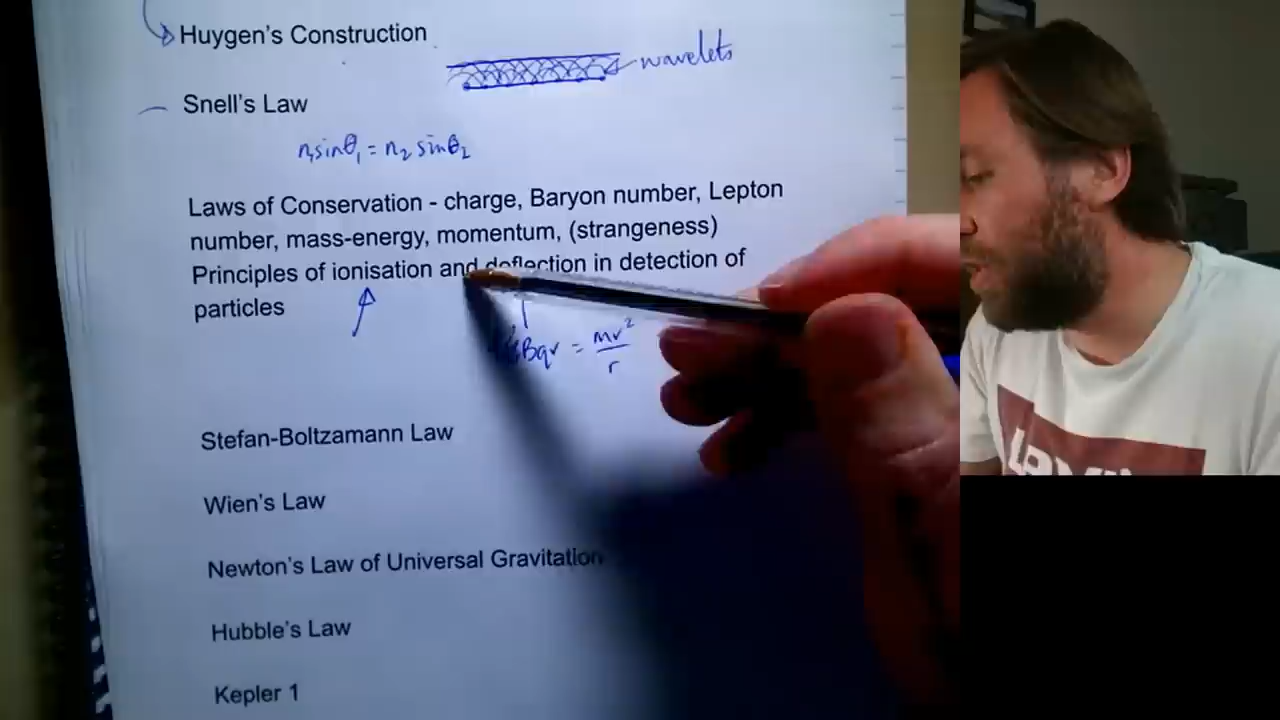 Huygen's Construction
wavelets
Snell's Law
n₁sinθ₁ = n₂ sinθ₂
Laws of Conservation - charge, Baryon number, Lepton
number, mass-energy, momentum, (strangeness)
Principles of ionisation and deflection in detection of
particles
Bqv = mv²/r
Stefan-Boltzamann Law
Wien's Law
Newton's Law of Universal Gravitation
Hubble's Law
Kepler 1